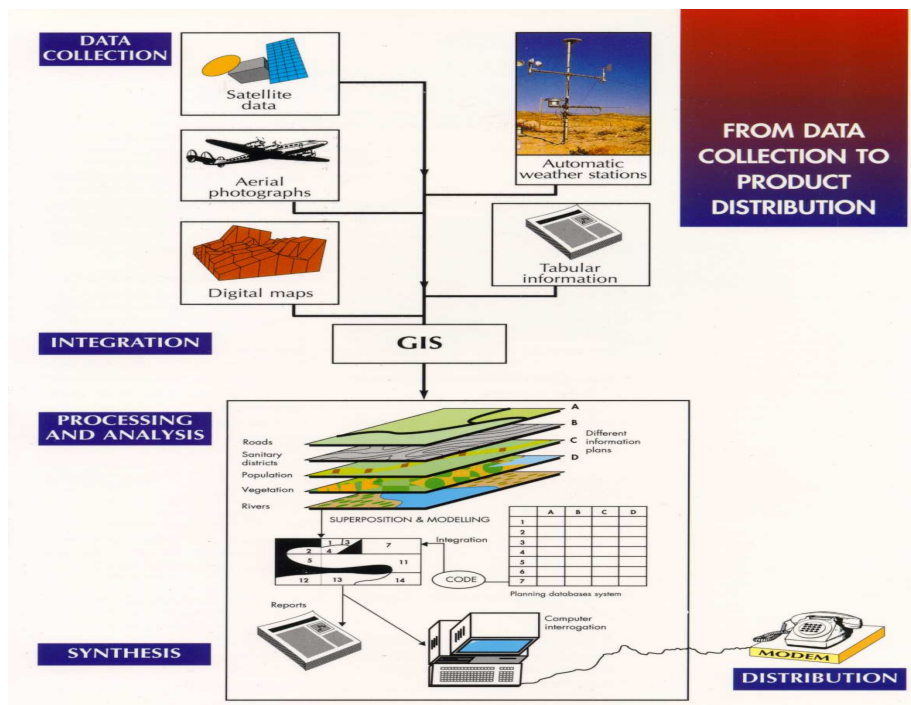 DATA
COLLECTION
Satellite
data
Aerial
photographs
Digital maps
Automatic
weather stations
Tabular
information
FROM DATA
COLLECTION TO
PRODUCT
DISTRIBUTION
INTEGRATION
GIS
PROCESSING
AND ANALYSIS
Roads
Sanitary
districts
Population
Vegetation
Rivers
A
B
C
D
Different
information
plans
SUPERPOSITION & MODELLING
1 3 7
2 4
5 11
12 13 14
Integration
CODE
A B C D
1
2
3
4
5
6
7
Planning databases system
Reports
Computer
interrogation
SYNTHESIS
MODEM
DISTRIBUTION